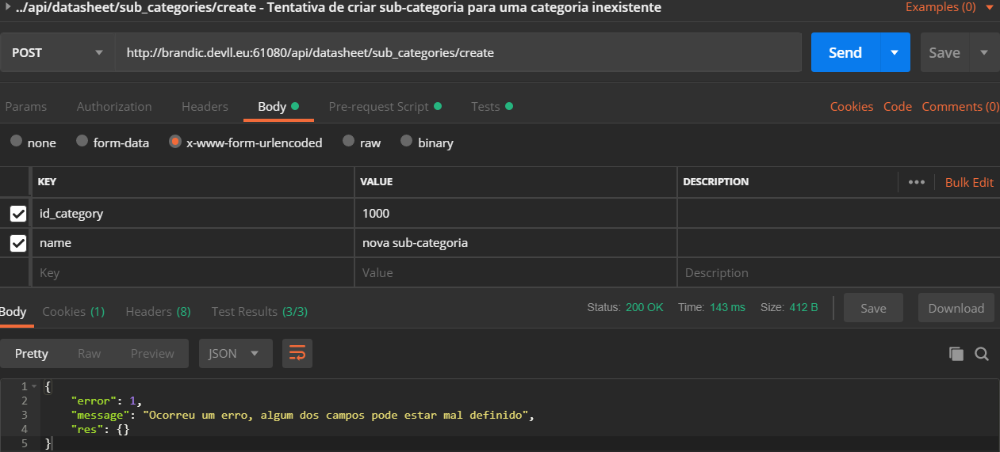 ../api/datasheet/sub_categories/create - Tentativa de criar sub-categoria para uma categoria inexistente Examples (0)
POST http://brandic.devll.eu:61080/api/datasheet/sub_categories/create Send Save
Params Authorization Headers Body Pre-request Script Tests Cookies Code Comments (0)
none form-data x-www-form-urlencoded raw binary
KEY VALUE DESCRIPTION ••• Bulk Edit
id_category 1000
name nova sub-categoria
Key Value Description
Body Cookies (1) Headers (8) Test Results (3/3) Status: 200 OK Time: 143 ms Size: 412 B Save Download
Pretty Raw Preview JSON
1 {
2 "error": 1,
3 "message": "Ocorreu um erro, algum dos campos pode estar mal definido",
4 "res": {}
5 }